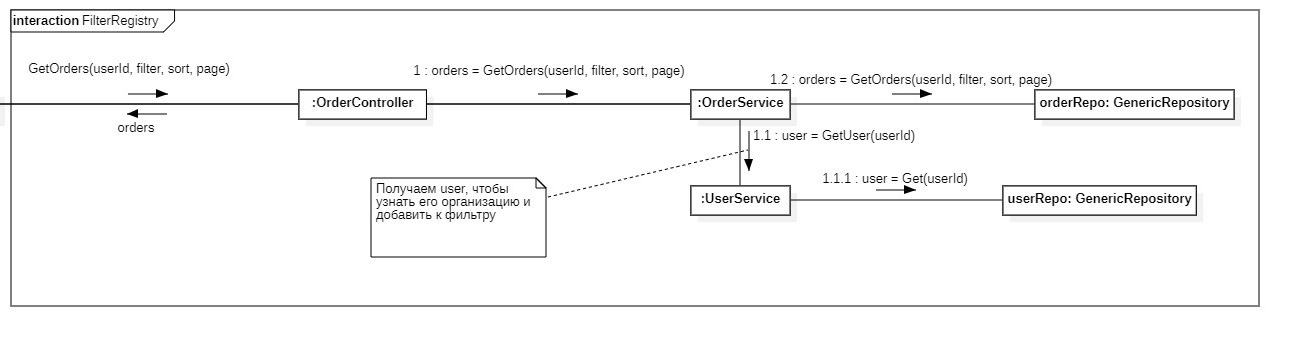 interaction FilterRegistry
GetOrders(userId, filter, sort, page)
orders
:OrderController
1 : orders = GetOrders(userId, filter, sort, page)
:OrderService
1.2 : orders = GetOrders(userId, filter, sort, page)
orderRepo: GenericRepository
1.1 : user = GetUser(userId)
Получаем user, чтобы
узнать его организацию и
добавить к фильтру
:UserService
1.1.1 : user = Get(userId)
userRepo: GenericRepository